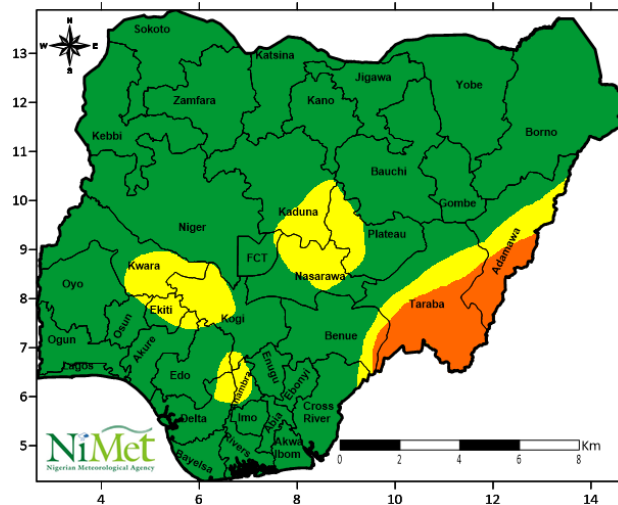 N
W E
S
Sokoto
Katsina
Jigawa
Zamfara
Kano
Yobe
Kebbi
Borno
Bauchi
Gombe
Kaduna
Niger
Plateau
FCT
Adamawa
Kwara
Nasarawa
Oyo
Taraba
Ekiti
Kogi
Osun
Benue
Ogun
Akure
Lagos
Edo
Enugu
Anambra
Ebonyi
Delta
Imo
Abia
Cross
River
Rivers
Akwa
Ibom
Bayelsa
NiMet
Nigerian Meteorological Agency
Km
0 2 4 6 8
13
12
11
10
9
8
7
6
5
4 6 8 10 12 14